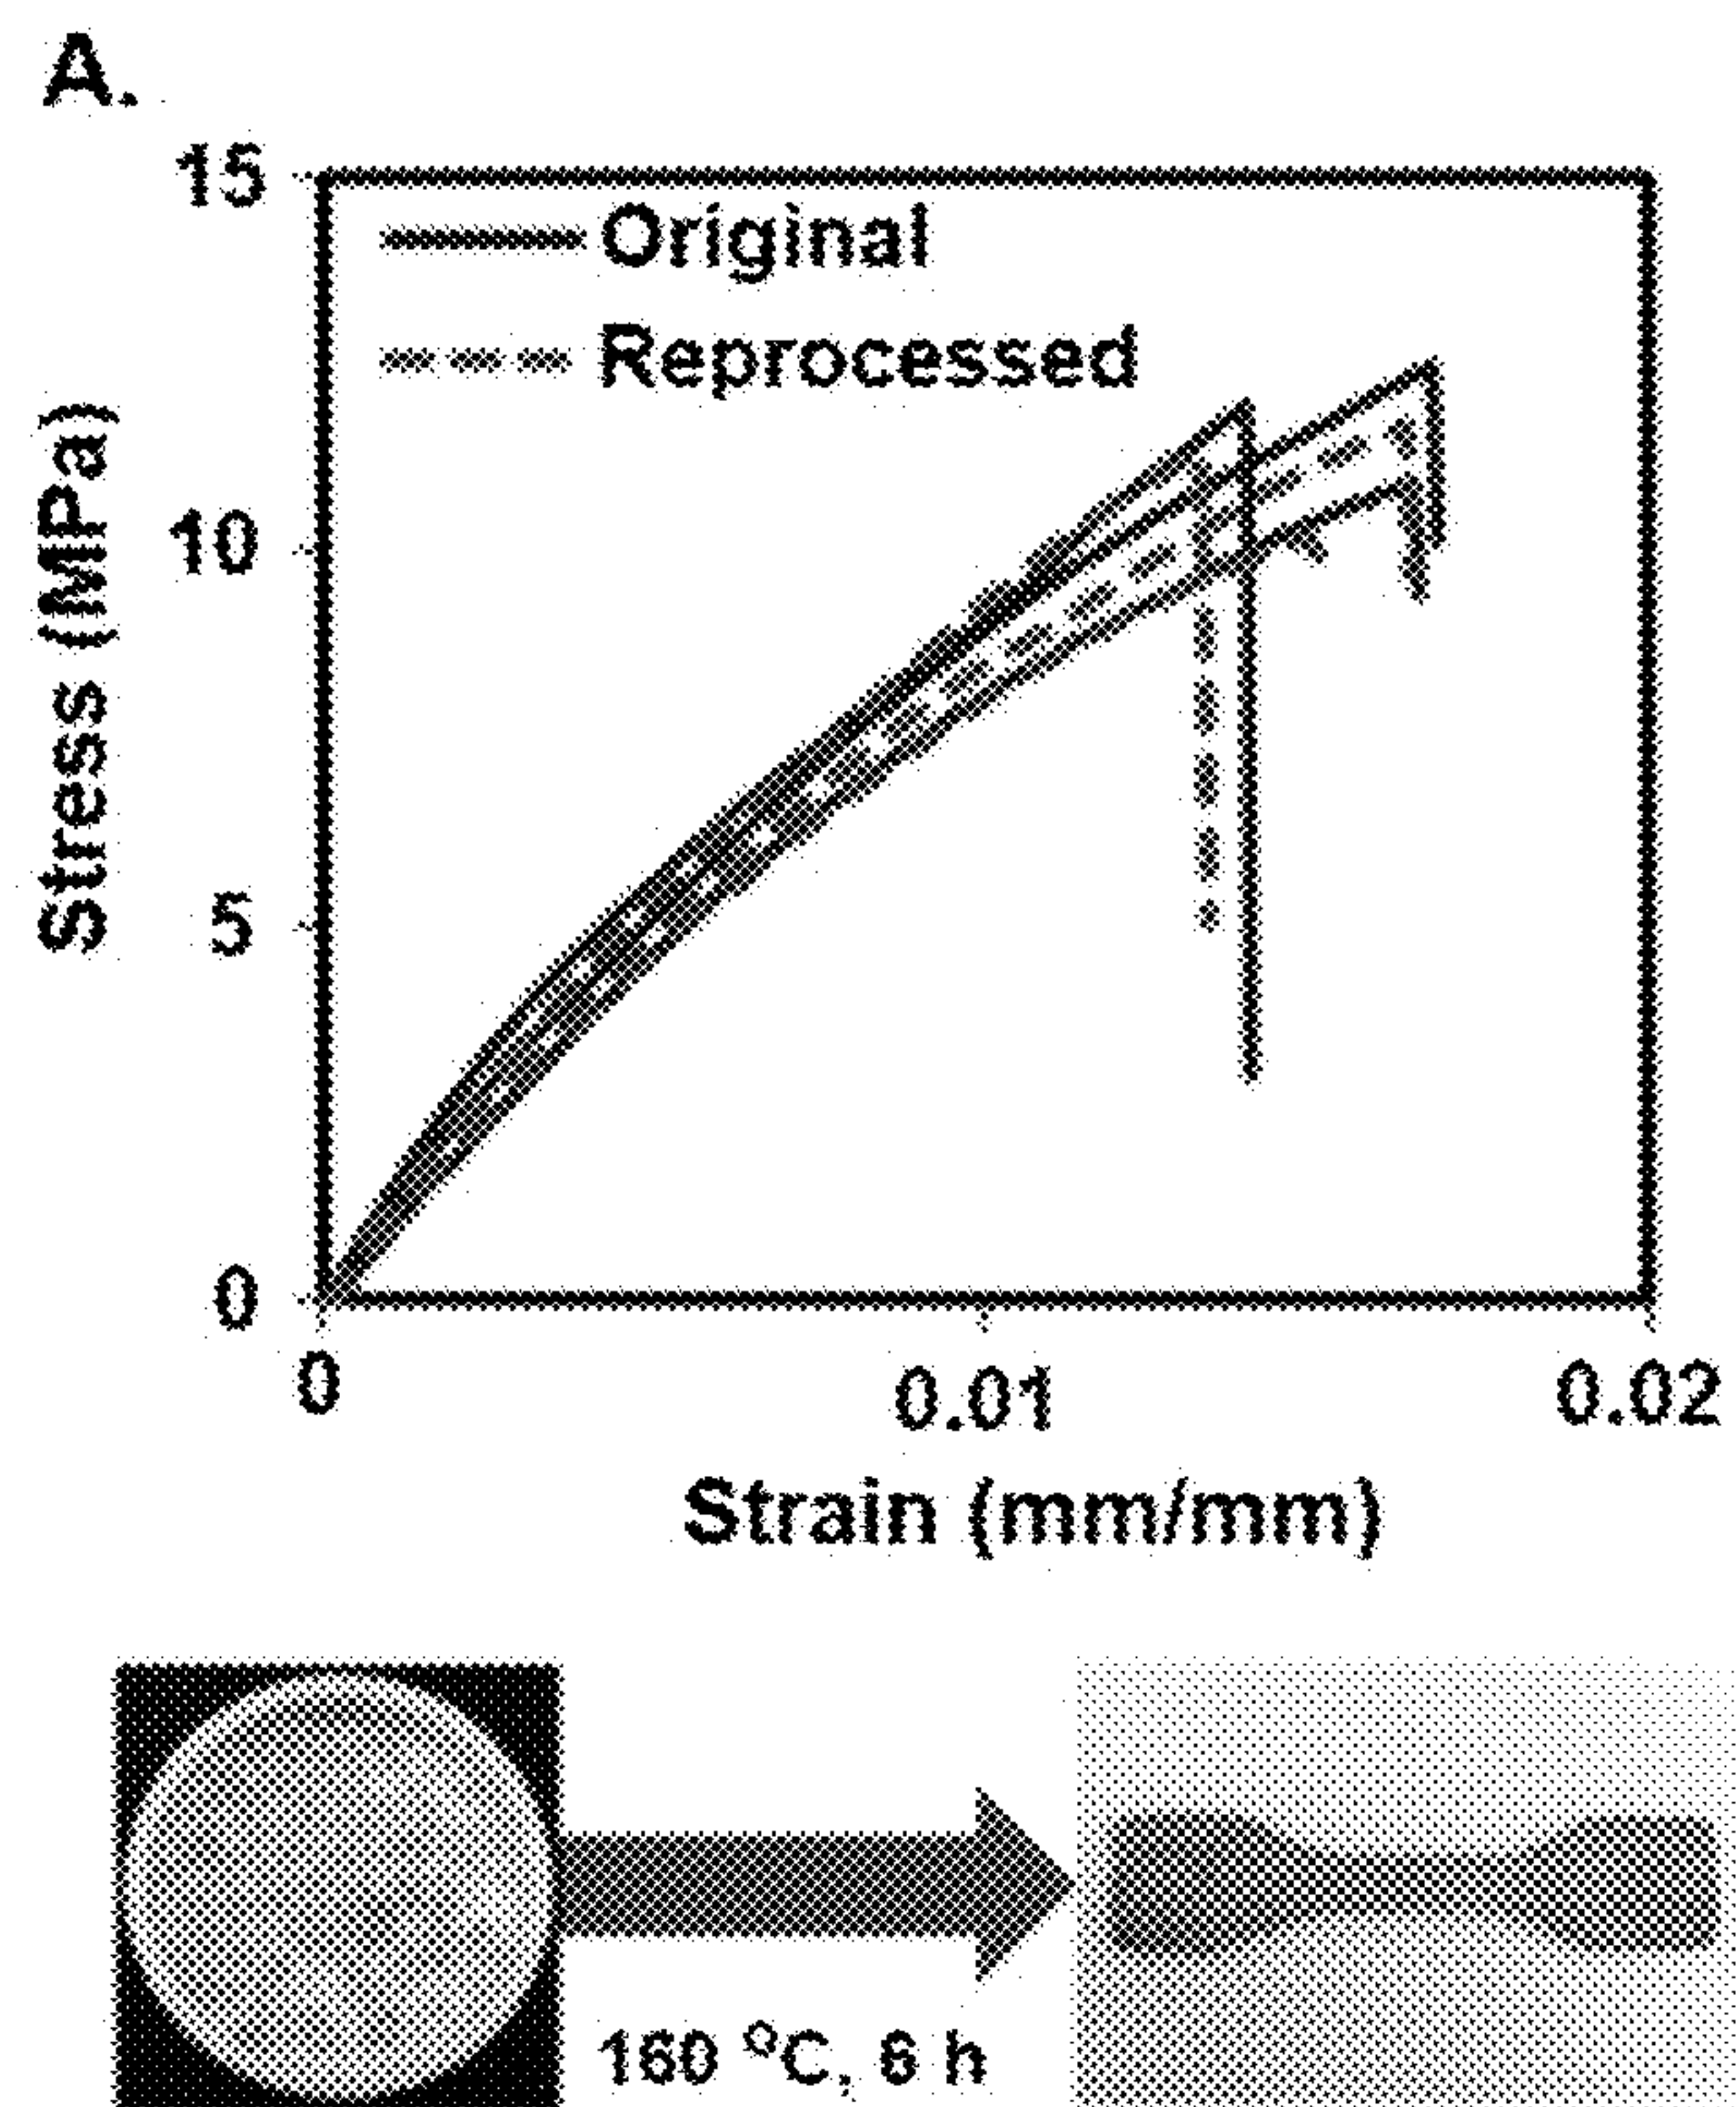 A.
15
Original
Reprocessed
10
5
0
Stress (MPa)
0
0.01
0.02
Strain (mm/mm)
160 °C, 6 h